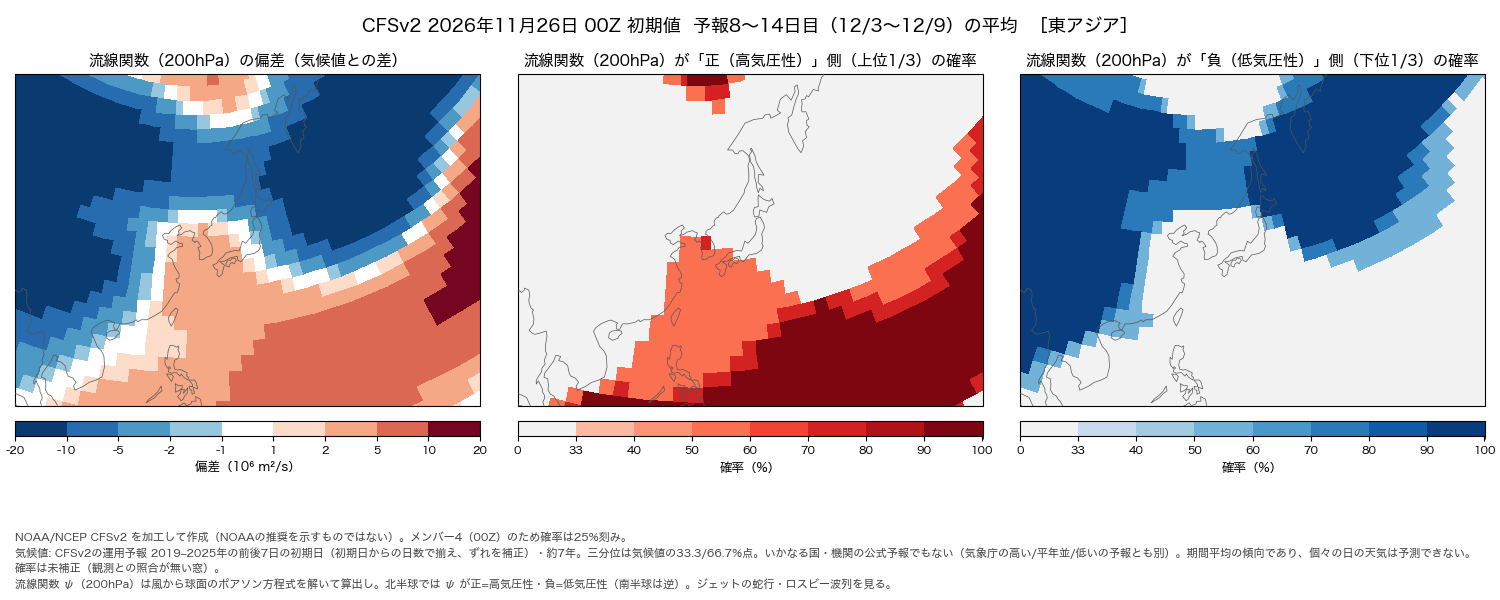 CFSv2 2026年11月26日 00Z 初期値 予報8～14日目（12/3～12/9）の平均 ［東アジア］
流線関数（200hPa）の偏差（気候値との差）
流線関数（200hPa）が「正（高気圧性）」側（上位1/3）の確率
流線関数（200hPa）が「負（低気圧性）」側（下位1/3）の確率
-20 -10 -5 -2 -1 1 2 5 10 20
偏差（10⁶ m²/s）
0 33 40 50 60 70 80 90 100
確率（%）
0 33 40 50 60 70 80 90 100
確率（%）
NOAA/NCEP CFSv2 を加工して作成（NOAAの推奨を示すものではない）。メンバー4（00Z）のため確率は25%刻み。
気候値: CFSv2の運用予報 2019–2025年の前後7日の初期日（初期日からの日数で揃え、ずれを補正）・約7年。三分位は気候値の33.3/66.7%点。いかなる国・機関の公式予報でもない（気象庁の高い/平年並/低いの予報とも別）。期間平均の傾向であり、個々の日の天気は予測できない。
確率は未補正（観測との照合が無い窓）。
流線関数 ψ（200hPa）は風から球面のポアソン方程式を解いて算出し。北半球では ψ が正=高気圧性・負=低気圧性（南半球は逆）。ジェットの蛇行・ロスビー波列を見る。